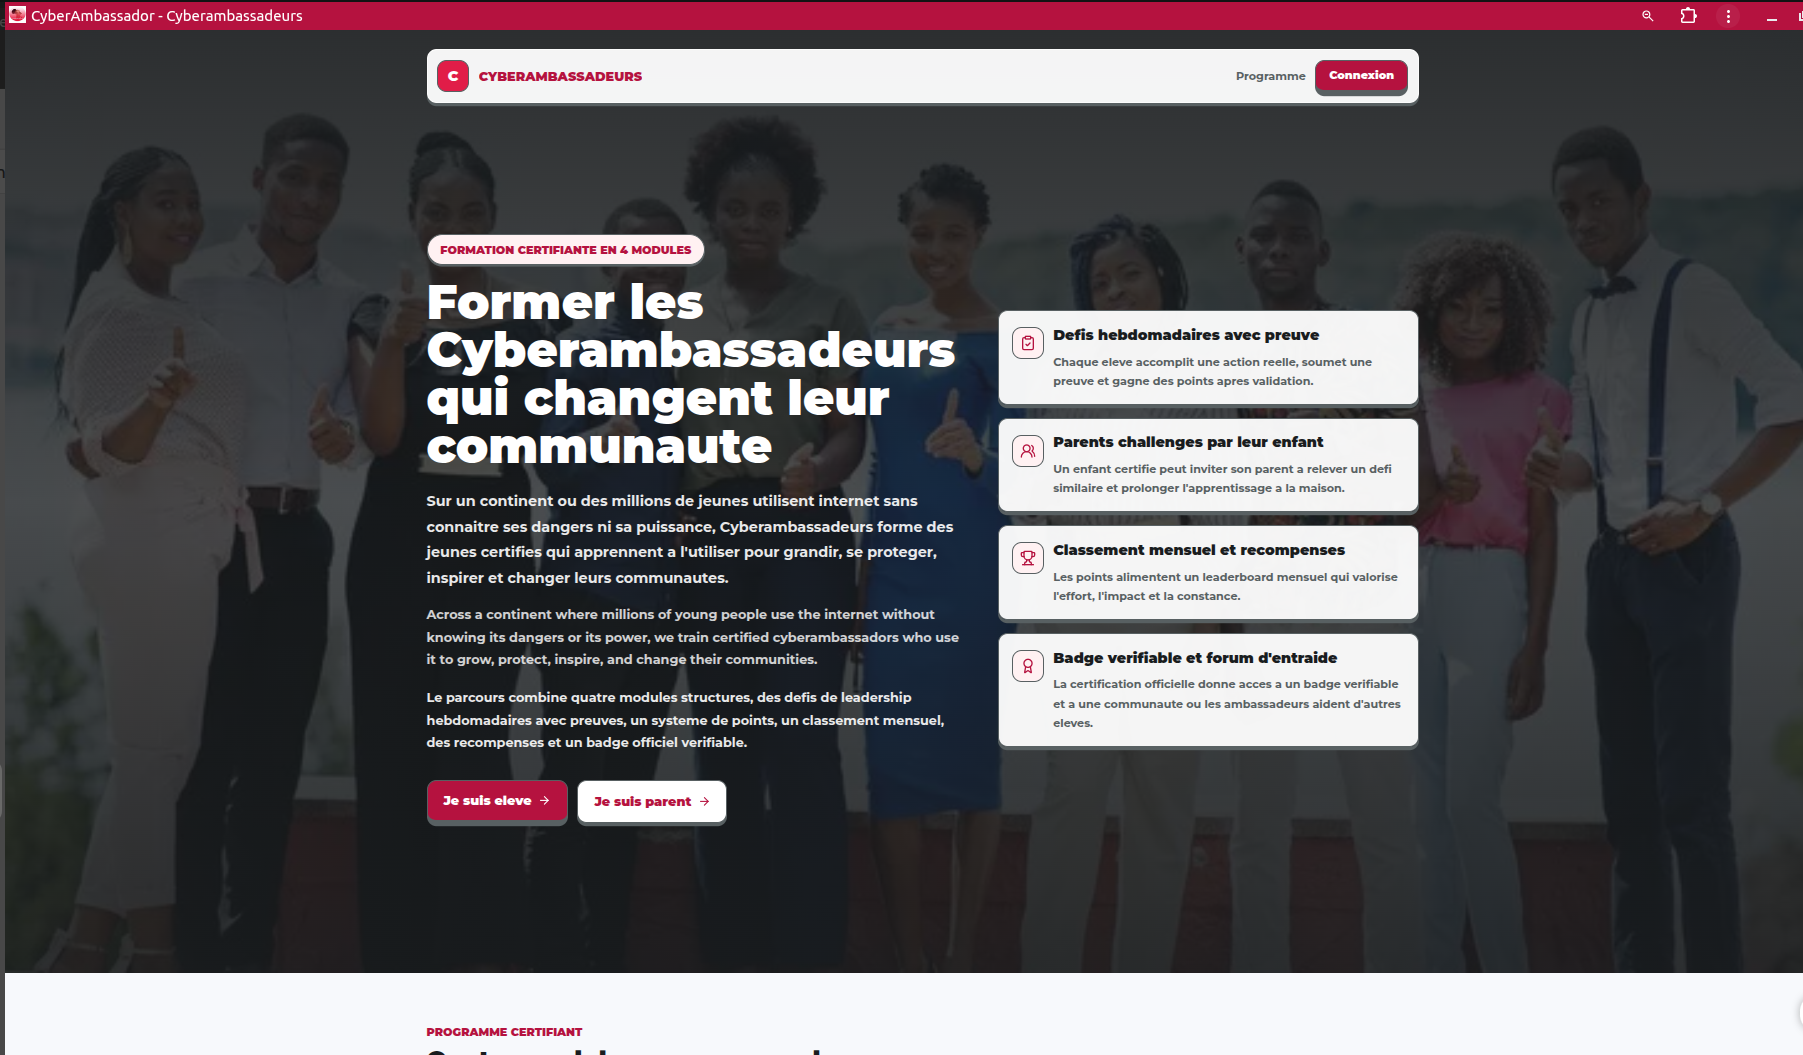 CyberAmbassador - Cyberambassadeurs
C CYBERAMBASSADEURS
Programme
Connexion
FORMATION CERTIFIANTE EN 4 MODULES
Former les
Cyberambassadeurs
qui changent leur
communaute
Sur un continent ou des millions de jeunes utilisent internet sans
connaitre ses dangers ni sa puissance, Cyberambassadeurs forme des
jeunes certifies qui apprennent a l'utiliser pour grandir, se proteger,
inspirer et changer leurs communautes.
Across a continent where millions of young people use the internet without
knowing its dangers or its power, we train certified cyberambassadors who use
it to grow, protect, inspire, and change their communities.
Le parcours combine quatre modules structures, des defis de leadership
hebdomadaires avec preuves, un systeme de points, un classement mensuel,
des recompenses et un badge officiel verifiable.
Je suis eleve →
Je suis parent →
Defis hebdomadaires avec preuve
Chaque eleve accomplit une action reelle, soumet une
preuve et gagne des points apres validation.
Parents challenges par leur enfant
Un enfant certifie peut inviter son parent a relever un defi
similaire et prolonger l'apprentissage a la maison.
Classement mensuel et recompenses
Les points alimentent un leaderboard mensuel qui valorise
l'effort, l'impact et la constance.
Badge verifiable et forum d'entraide
La certification officielle donne acces a un badge verifiable
et a une communaute ou les ambassadeurs aident d'autres
eleves.
PROGRAMME CERTIFIANT